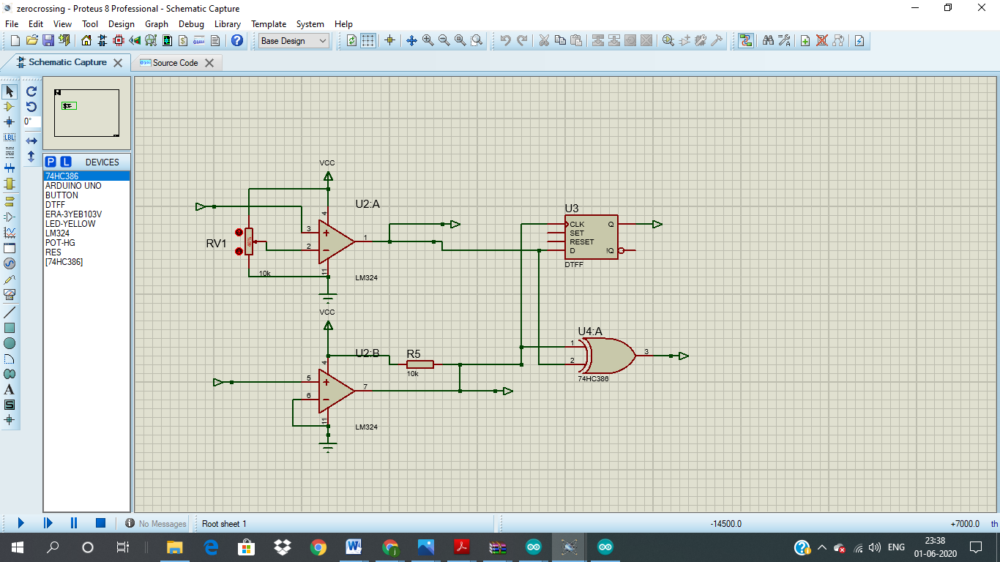 zerocrossing - Proteus 8 Professional - Schematic Capture
File Edit View Tool Design Graph Debug Library Template System Help
Base Design
Schematic Capture
Source Code
LBL
0°
P L DEVICES
74HC386
ARDUINO UNO
BUTTON
DTFF
ERA-3YEB103V
LED-YELLOW
LM324
POT-HG
RES
[74HC386]
A
S
VCC
U2:A
4
3
2
1
11
RV1
46%
10k
LM324
U3
CLK
SET
RESET
D
Q
!Q
DTFF
VCC
U2:B
4
5
6
7
11
LM324
R5
10k
U4:A
1
2
3
74HC386
No Messages
Root sheet 1
-14500.0
+7000.0
th
ENG
23:38
01-06-2020